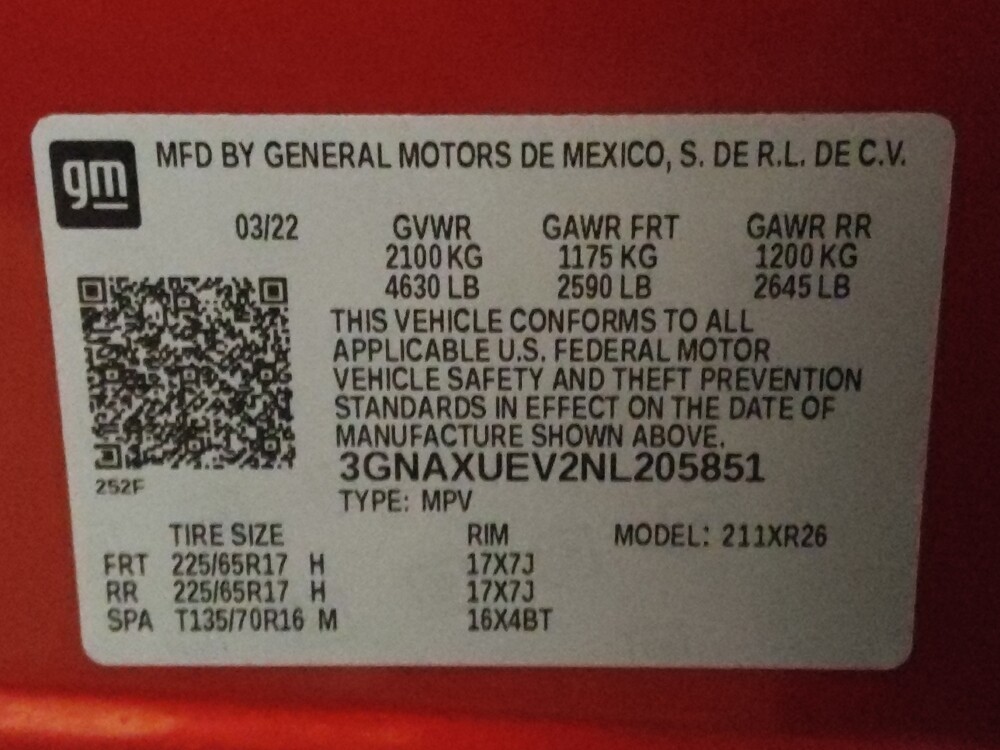 gm
MFD BY GENERAL MOTORS DE MEXICO, S. DE R.L. DE C.V.
03/22 GVWR GAWR FRT GAWR RR
2100 KG 1175 KG 1200 KG
4630 LB 2590 LB 2645 LB
THIS VEHICLE CONFORMS TO ALL
APPLICABLE U.S. FEDERAL MOTOR
VEHICLE SAFETY AND THEFT PREVENTION
STANDARDS IN EFFECT ON THE DATE OF
MANUFACTURE SHOWN ABOVE.
3GNAXUEV2NL205851
252F
TYPE: MPV
TIRE SIZE RIM MODEL: 211XR26
FRT 225/65R17 H 17X7J
RR 225/65R17 H 17X7J
SPA T135/70R16 M 16X4BT